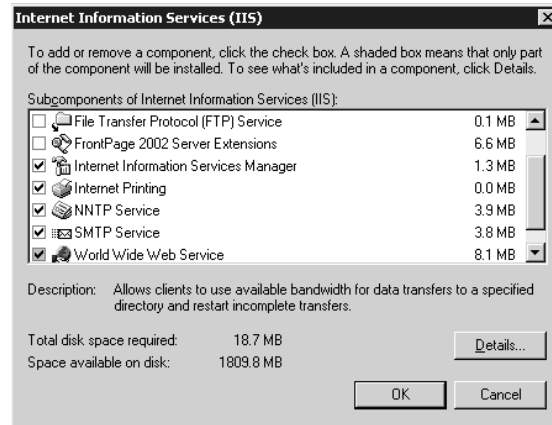 Internet Information Services (IIS)
To add or remove a component, click the check box. A shaded box means that only part
of the component will be installed. To see what's included in a component, click Details.
Subcomponents of Internet Information Services (IIS):
File Transfer Protocol (FTP) Service 0.1 MB
FrontPage 2002 Server Extensions 6.6 MB
Internet Information Services Manager 1.3 MB
Internet Printing 0.0 MB
NNTP Service 3.9 MB
SMTP Service 3.8 MB
World Wide Web Service 8.1 MB
Description: Allows clients to use available bandwidth for data transfers to a specified
directory and restart incomplete transfers.
Total disk space required: 18.7 MB
Space available on disk: 1809.8 MB
Details...
OK Cancel